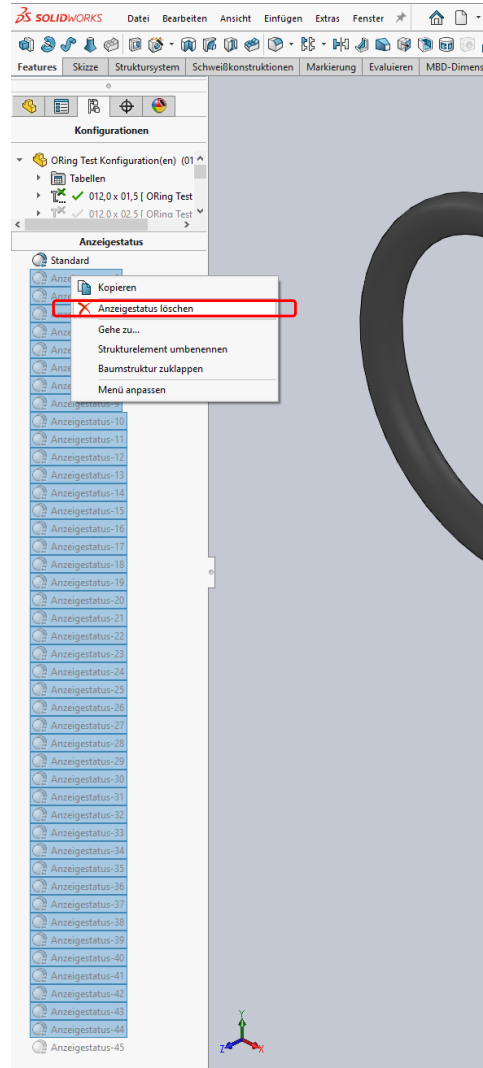 SOLIDWORKS Datei Bearbeiten Ansicht Einfügen Extras Fenster
Features Skizze Struktursystem Schweißkonstruktionen Markierung Evaluieren MBD-Dimens
Konfigurationen
ORing Test Konfiguration(en) (01
Tabellen
012,0 x 01,5 [ ORing Test
012,0 x 02,5 [ ORing Test
Anzeigestatus
Standard
Kopieren
Anzeigestatus löschen
Gehe zu...
Strukturelement umbenennen
Baumstruktur zuklappen
Menü anpassen
Anzeigestatus-9
Anzeigestatus-10
Anzeigestatus-11
Anzeigestatus-12
Anzeigestatus-13
Anzeigestatus-14
Anzeigestatus-15
Anzeigestatus-16
Anzeigestatus-17
Anzeigestatus-18
Anzeigestatus-19
Anzeigestatus-20
Anzeigestatus-21
Anzeigestatus-22
Anzeigestatus-23
Anzeigestatus-24
Anzeigestatus-25
Anzeigestatus-26
Anzeigestatus-27
Anzeigestatus-28
Anzeigestatus-29
Anzeigestatus-30
Anzeigestatus-31
Anzeigestatus-32
Anzeigestatus-33
Anzeigestatus-34
Anzeigestatus-35
Anzeigestatus-36
Anzeigestatus-37
Anzeigestatus-38
Anzeigestatus-39
Anzeigestatus-40
Anzeigestatus-41
Anzeigestatus-42
Anzeigestatus-43
Anzeigestatus-44
Anzeigestatus-45
Y
Z X